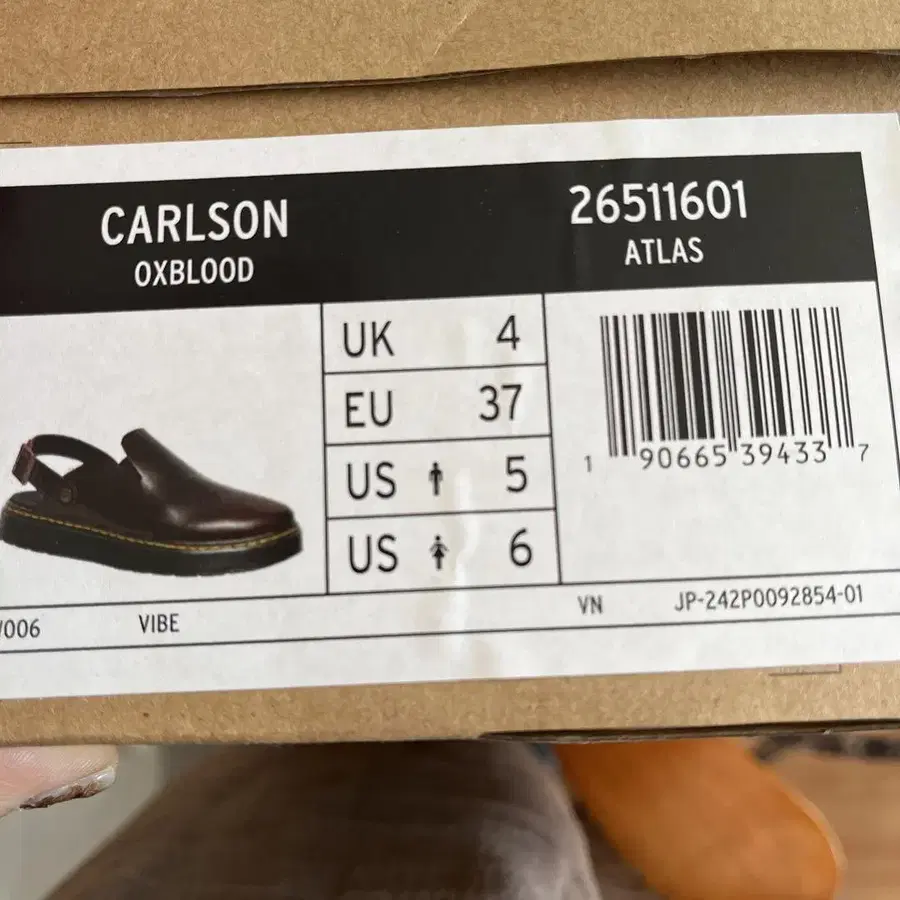 CARLSON
OXBLOOD
26511601
ATLAS
UK 4
EU 37
US 5
US 6
1 90665 39433 7
/006 VIBE VN JP-242P0092854-01